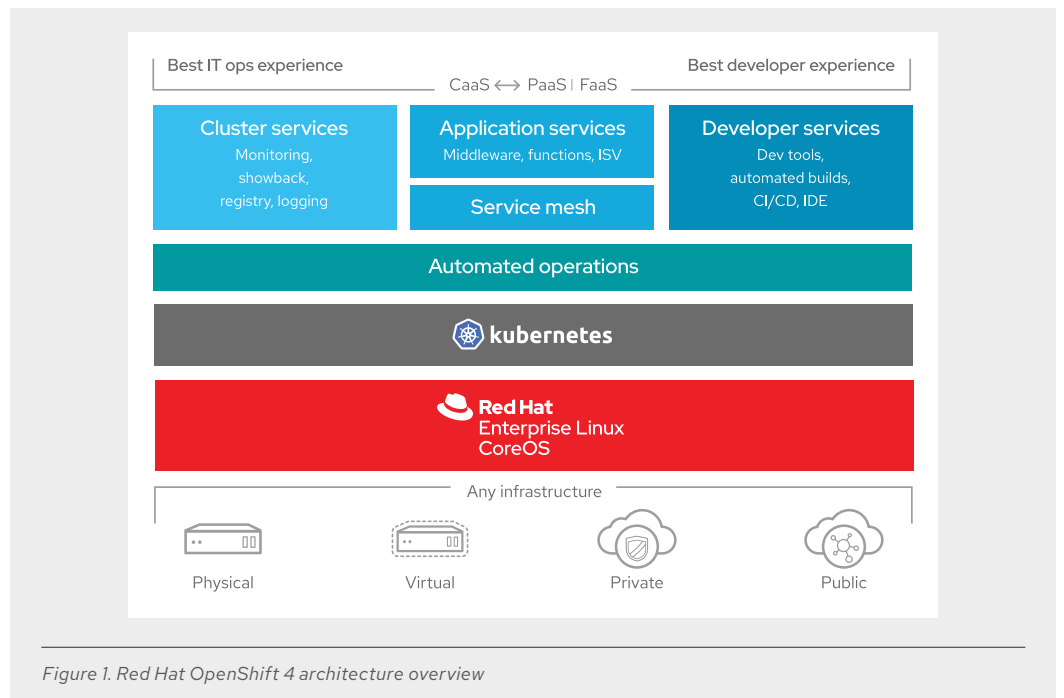 Best IT ops experience
Best developer experience
CaaS ↔ PaaS | FaaS
Cluster services
Monitoring,
showback,
registry, logging
Application services
Middleware, functions, ISV
Service mesh
Developer services
Dev tools,
automated builds,
CI/CD, IDE
Automated operations
kubernetes
Red Hat
Enterprise Linux
CoreOS
Any infrastructure
Physical
Virtual
Private
Public
Figure 1. Red Hat OpenShift 4 architecture overview